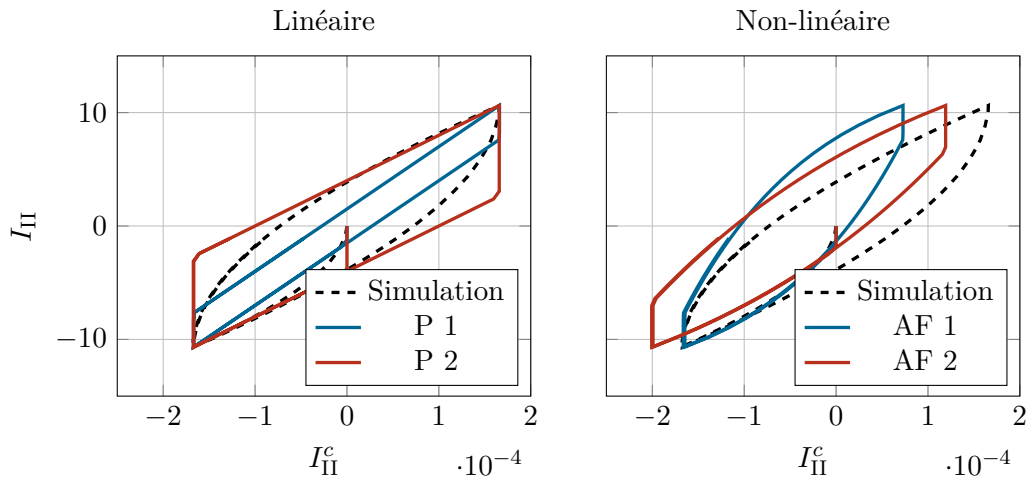 Linéaire
10
0
−10
I_II
Simulation
P 1
P 2
−2 −1 0 1 2
I^c_II
·10^−4
Non-linéaire
Simulation
AF 1
AF 2
−2 −1 0 1 2
I^c_II
·10^−4